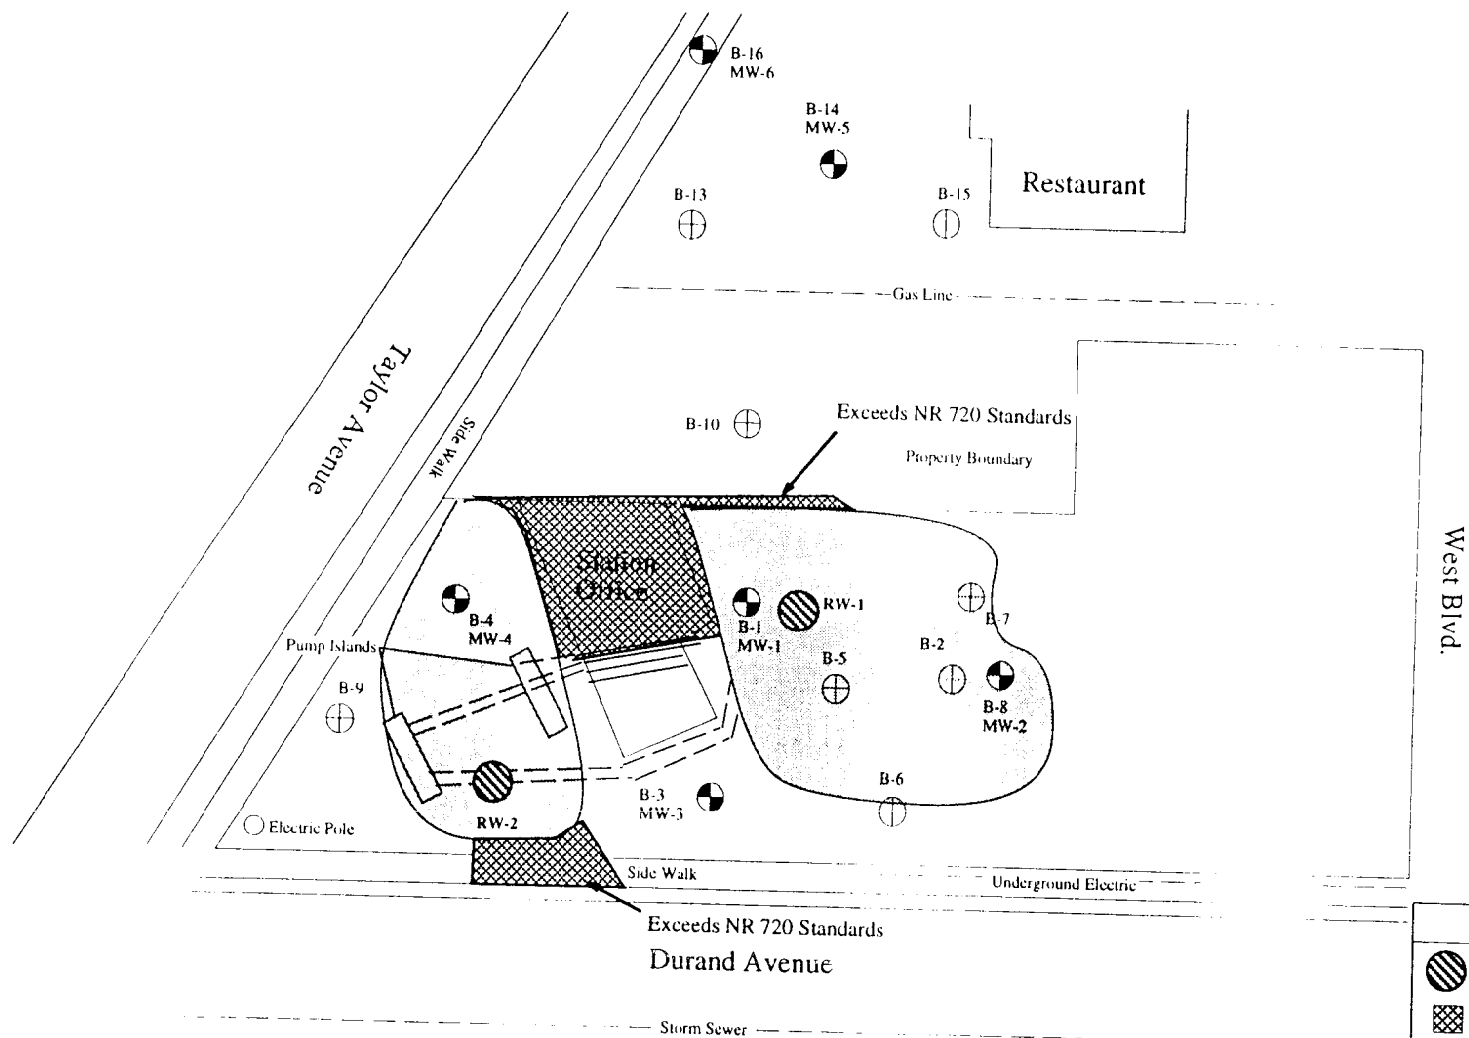 B-16
MW-6
B-14
MW-5
B-13
B-15
Restaurant
Gas Line
Taylor Avenue
Side Walk
B-10
Exceeds NR 720 Standards
Property Boundary
West Blvd.
Station
Office
B-4
MW-4
B-1
MW-1
RW-1
B-7
Pump Islands
B-5
B-2
B-8
MW-2
B-9
B-3
MW-3
B-6
RW-2
Electric Pole
Side Walk
Underground Electric
Exceeds NR 720 Standards
Durand Avenue
Storm Sewer